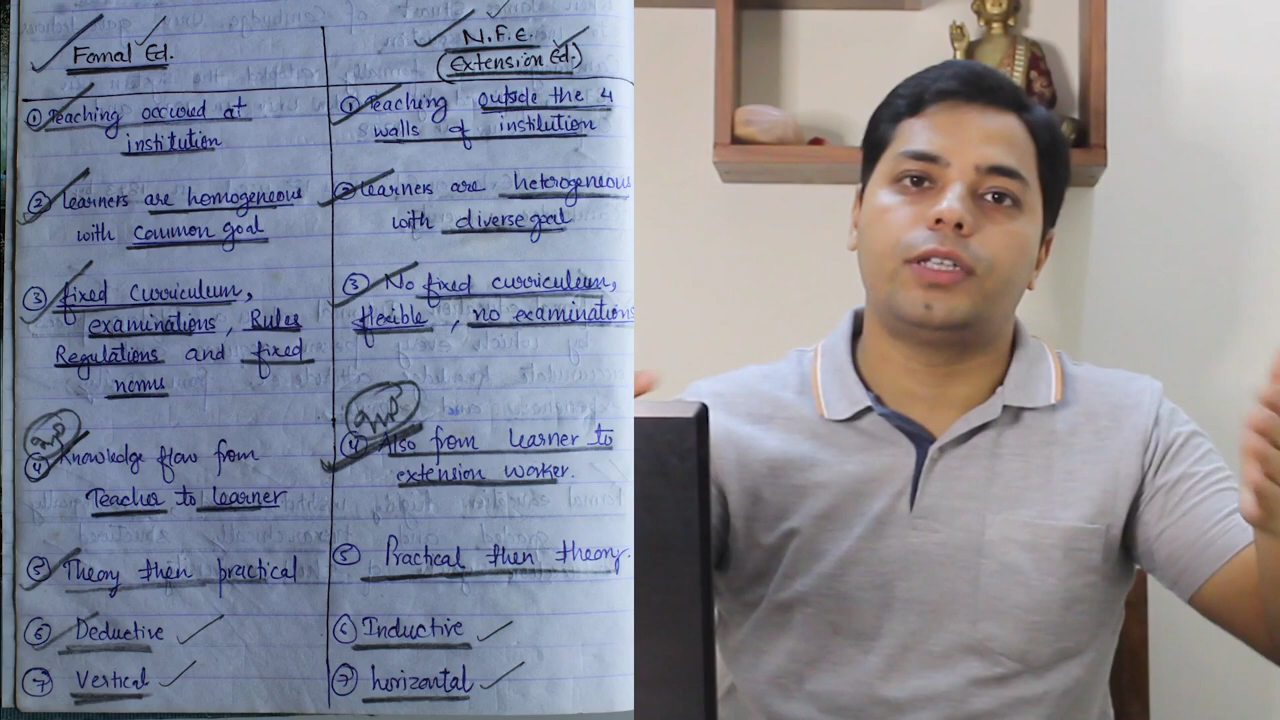 Fomal Ed.
① Teaching occured at
institution
② learners are homogeneous
with common goal
③ fixed curriculum,
examinations, Rules
Regulations and fixed
norms
Imp
④ Knowledge flow from
Teacher to learner
⑤ Theory then practical
⑥ Deductive
⑦ Vertical
N.F.E.
(Extension Ed.)
① Teaching outside the 4
walls of institution
② learners are heterogeneous
with diverse goal
③ No fixed curriculum,
flexible, no examinations
Imp
④ Also from learner to
extension worker.
⑤ Practical then theory.
⑥ Inductive
⑦ horizontal